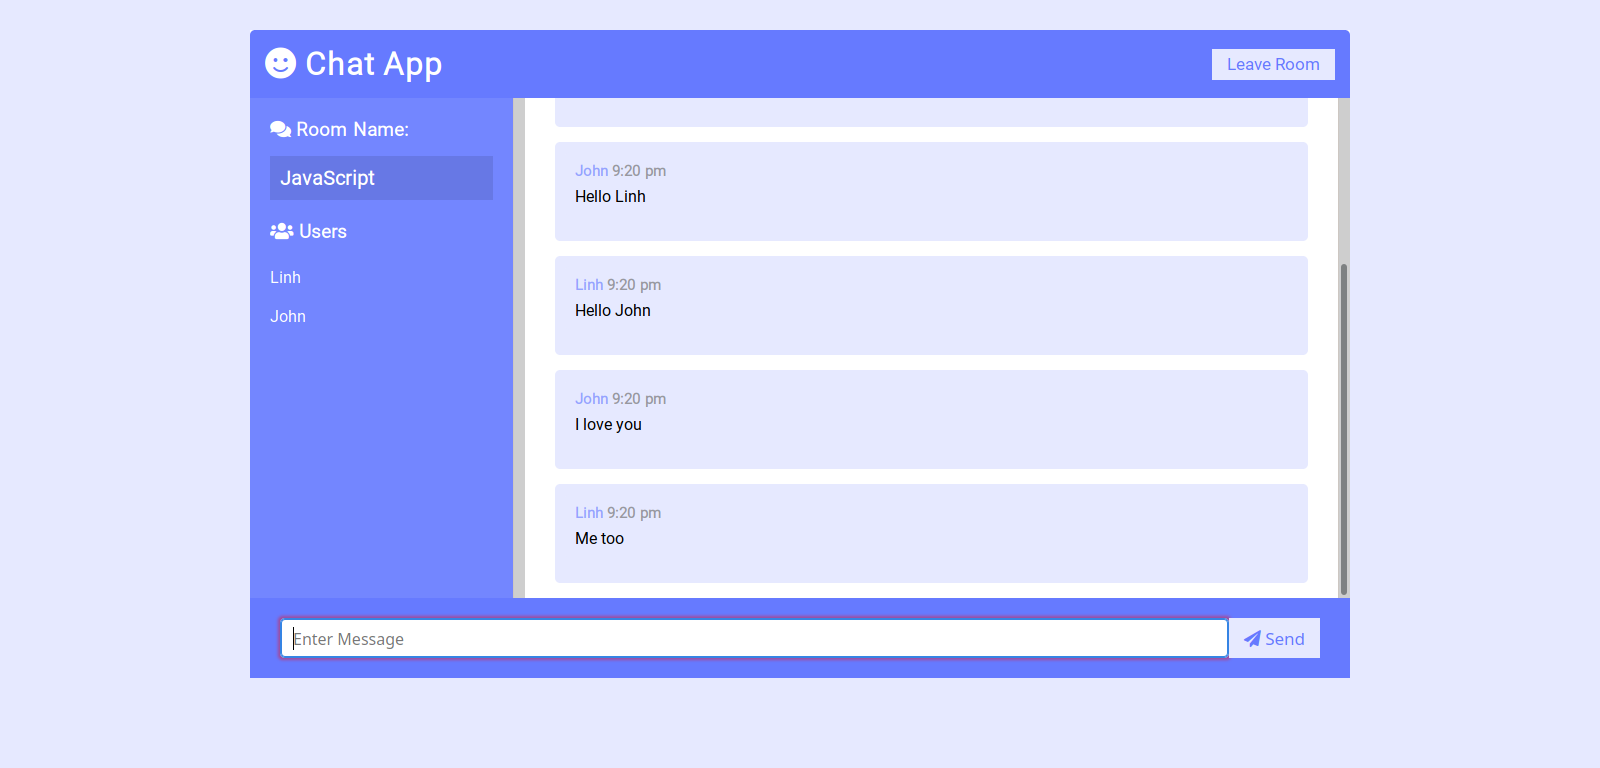 Chat App
Leave Room
Room Name:
JavaScript
Users
Linh
John
John 9:20 pm
Hello Linh
Linh 9:20 pm
Hello John
John 9:20 pm
I love you
Linh 9:20 pm
Me too
Enter Message
Send